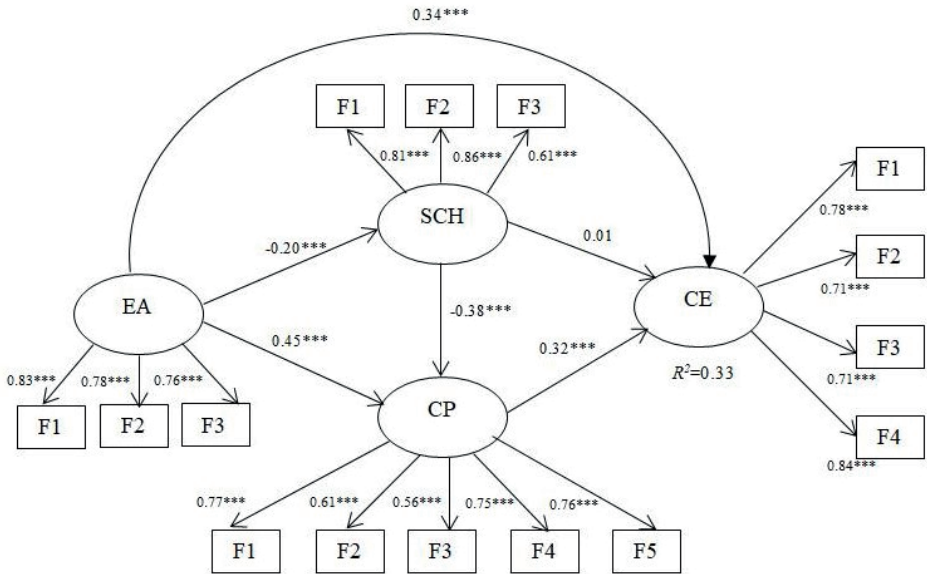 0.34***
F1 F2 F3
0.81*** 0.86*** 0.61***
SCH
F1
0.78***
-0.20***
0.01
F2
0.71***
EA
CE
-0.38***
0.45***
0.32***
F3
0.71***
R²=0.33
0.83*** 0.78*** 0.76***
F1 F2 F3
CP
F4
0.84***
0.77*** 0.61*** 0.56*** 0.75*** 0.76***
F1 F2 F3 F4 F5